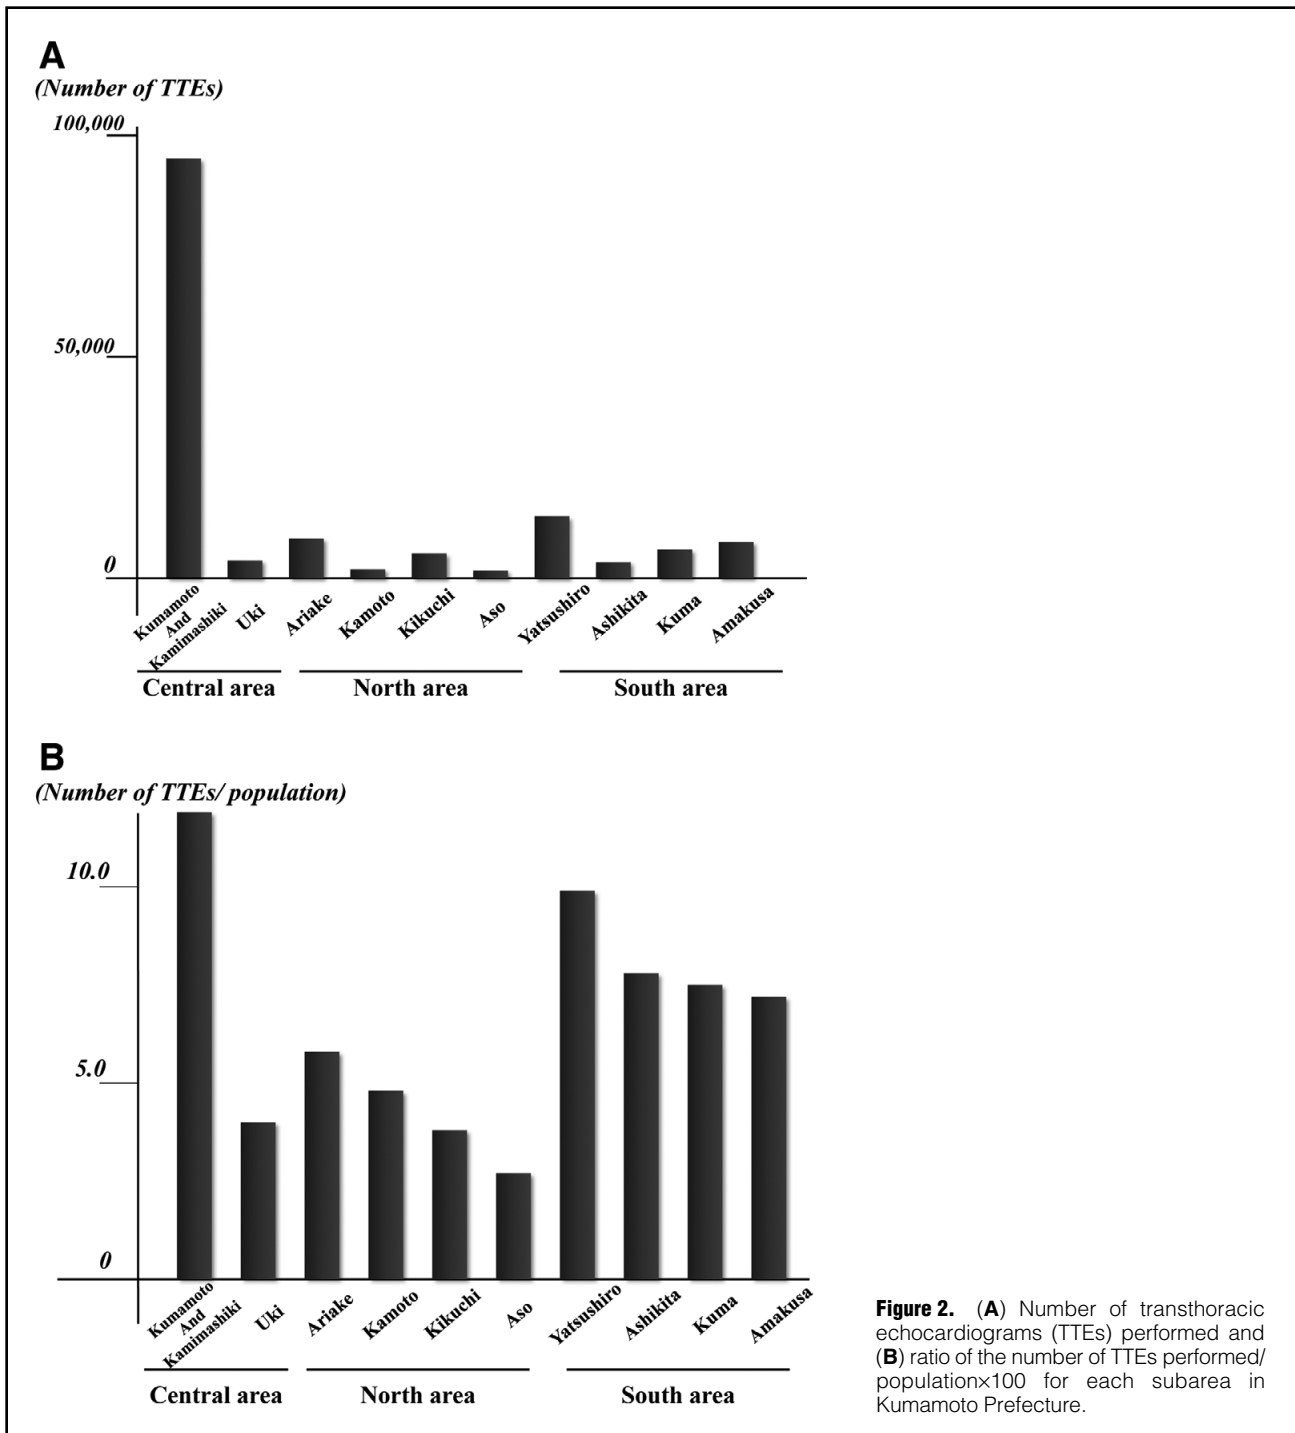 A
(Number of TTEs)
100,000
50,000
0
Kumamoto
And
Kamimashiki
Uki
Ariake
Kamoto
Kikuchi
Aso
Yatsushiro
Ashikita
Kuma
Amakusa
Central area
North area
South area
B
(Number of TTEs/ population)
10.0
5.0
0
Kumamoto
And
Kamimashiki
Uki
Ariake
Kamoto
Kikuchi
Aso
Yatsushiro
Ashikita
Kuma
Amakusa
Central area
North area
South area
Figure 2. (A) Number of transthoracic
echocardiograms (TTEs) performed and
(B) ratio of the number of TTEs performed/
population×100 for each subarea in
Kumamoto Prefecture.